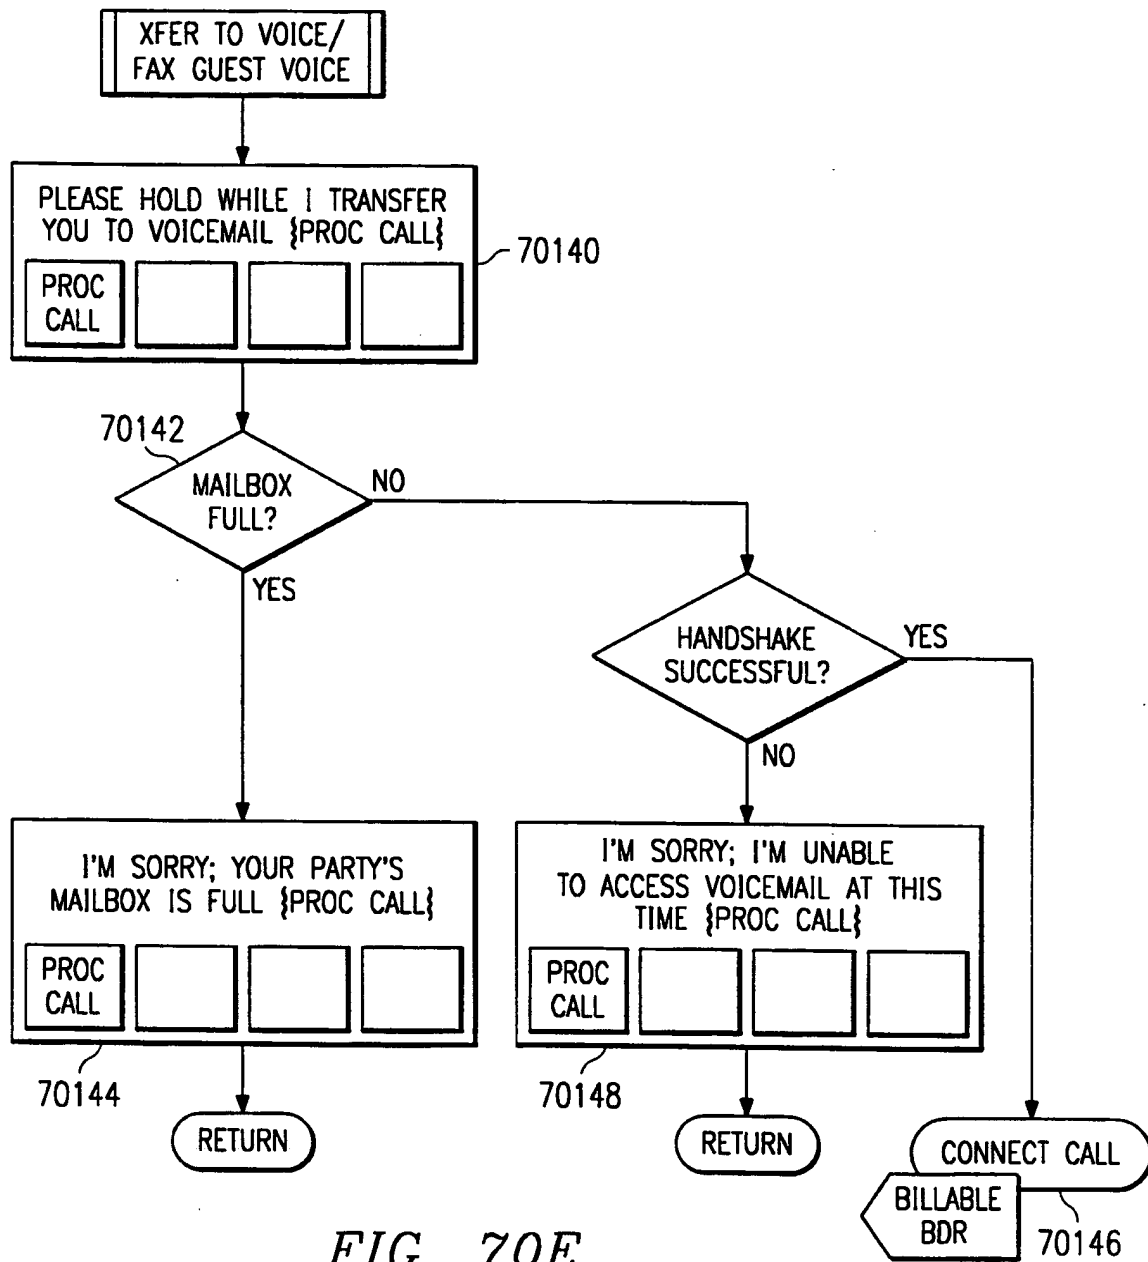 XFER TO VOICE/
FAX GUEST VOICE
PLEASE HOLD WHILE I TRANSFER
YOU TO VOICEMAIL {PROC CALL}
PROC
CALL
70140
70142
MAILBOX
FULL?
NO
YES
HANDSHAKE
SUCCESSFUL?
YES
NO
I'M SORRY; YOUR PARTY'S
MAILBOX IS FULL {PROC CALL}
PROC
CALL
70144
RETURN
I'M SORRY; I'M UNABLE
TO ACCESS VOICEMAIL AT THIS
TIME {PROC CALL}
PROC
CALL
70148
RETURN
CONNECT CALL
BILLABLE
BDR
70146
FIG. 70E